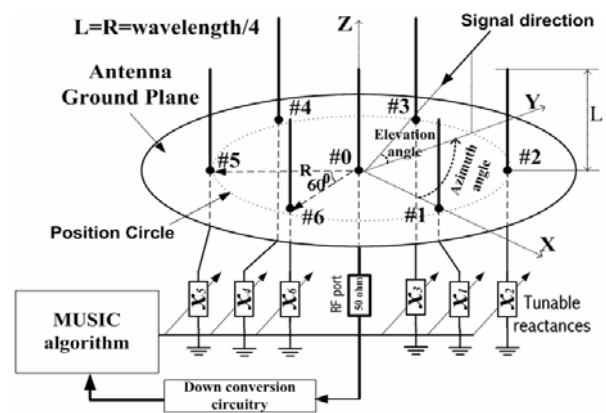 L=R=wavelength/4
Z
Signal direction
Antenna
Ground Plane
#4
#3
Y
L
Elevation
angle
#0
#5
R
60⁰
#2
Azimuth
angle
#6
#1
Position Circle
X
x5
x4
x6
RF port
50 ohm
x3
x1
x2
Tunable
reactances
MUSIC
algorithm
Down conversion
circuitry